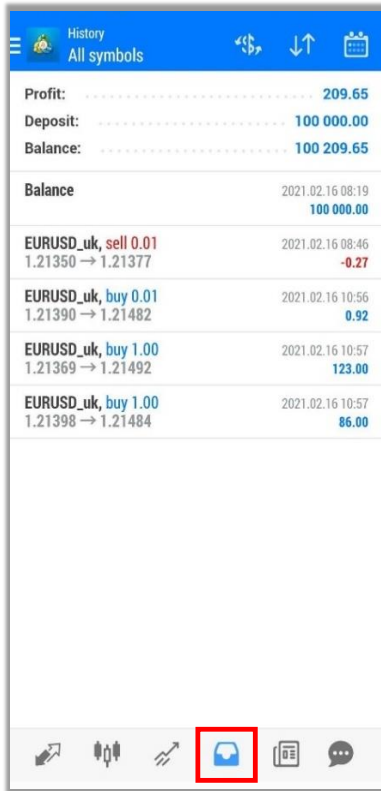 History
All symbols
Profit: 209.65
Deposit: 100 000.00
Balance: 100 209.65
Balance 2021.02.16 08:19
100 000.00
EURUSD_uk, sell 0.01 2021.02.16 08:46
1.21350 → 1.21377 -0.27
EURUSD_uk, buy 0.01 2021.02.16 10:56
1.21390 → 1.21482 0.92
EURUSD_uk, buy 1.00 2021.02.16 10:57
1.21369 → 1.21492 123.00
EURUSD_uk, buy 1.00 2021.02.16 10:57
1.21398 → 1.21484 86.00